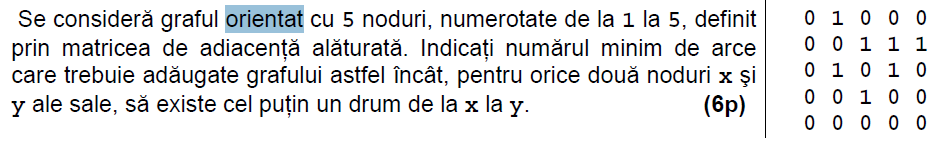 Se consideră graful orientat cu 5 noduri, numerotate de la 1 la 5, definit
prin matricea de adiacență alăturată. Indicați numărul minim de arce
care trebuie adăugate grafului astfel încât, pentru orice două noduri x şi
y ale sale, să existe cel puțin un drum de la x la y. (6p)
0 1 0 0 0
0 0 1 1 1
0 1 0 1 0
0 0 1 0 0
0 0 0 0 0